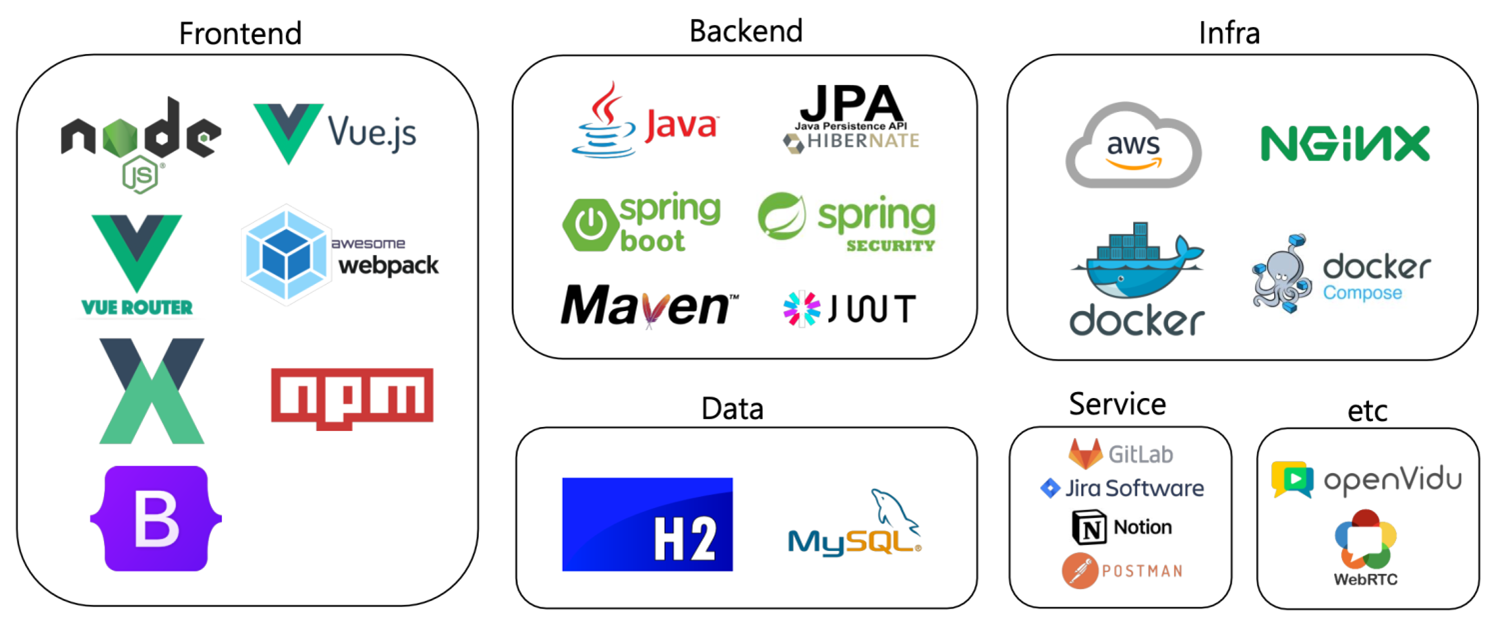 Frontend
node
JS
Vue.js
VUE ROUTER
awesome
webpack
npm
B
Backend
Java
JPA
Java Persistence API
HIBERNATE
spring
boot
spring
SECURITY
Maven™
JWT
Infra
aws
NGiNX
docker
docker
Compose
Data
H2
MySQL®
Service
GitLab
Jira Software
N
Notion
POSTMAN
etc
openVidu
WebRTC